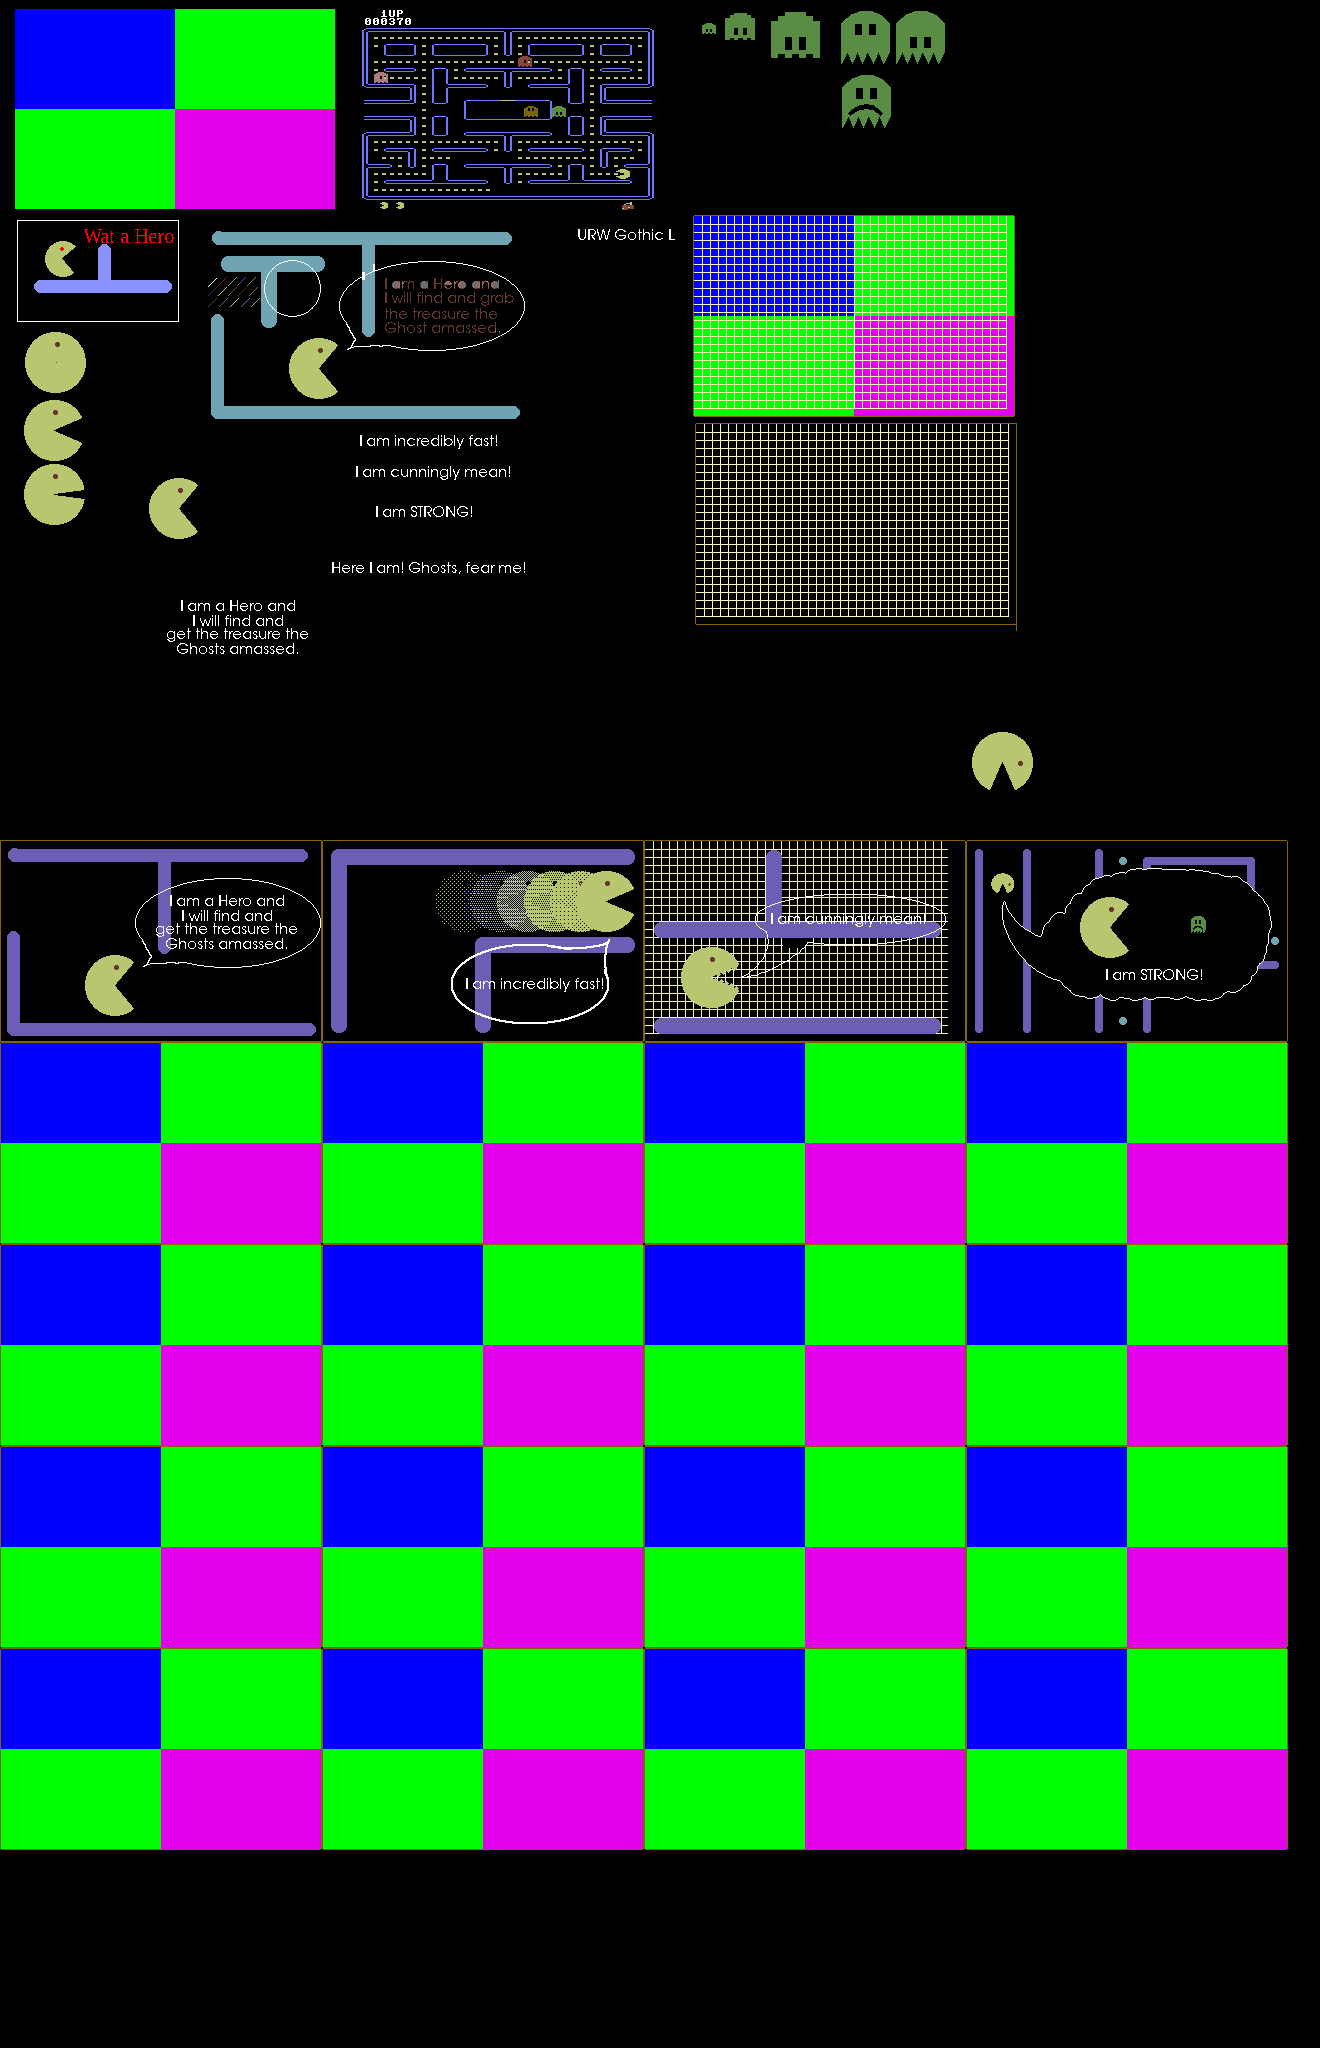 1UP
000370
Wat a Hero
URW Gothic L
I am a Hero and
I will find and grab
the treasure the
Ghost amassed.
I am incredibly fast!
I am cunningly mean!
I am STRONG!
Here I am! Ghosts, fear me!
I am a Hero and
I will find and
get the treasure the
Ghosts amassed.
I am a Hero and
I will find and
get the treasure the
Ghosts amassed.
I am incredibly fast!
I am cunningly mean!
I am STRONG!